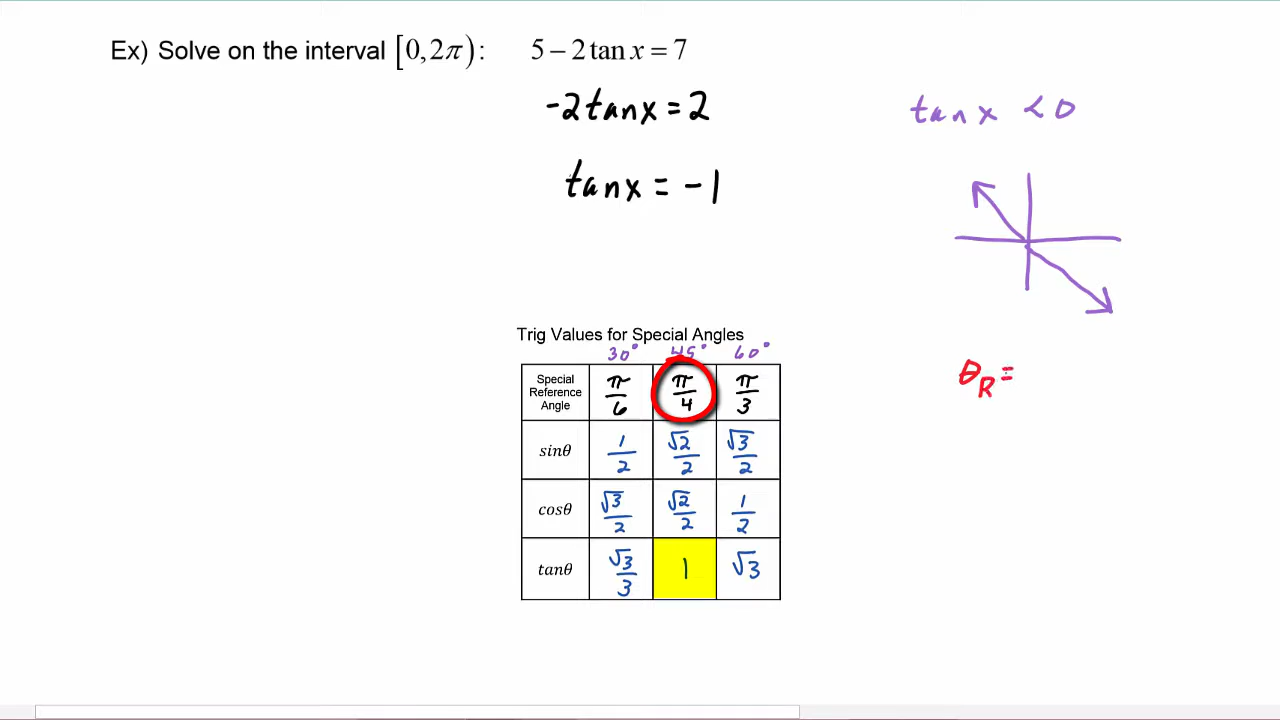 Ex) Solve on the interval [0, 2π): 5 − 2 tan x = 7
-2tanx = 2
tanx = -1
tanx < 0
Trig Values for Special Angles
30° 45° 60°
Special Reference Angle π/6 π/4 π/3
sinθ 1/2 √2/2 √3/2
cosθ √3/2 √2/2 1/2
tanθ √3/3 1 √3
θR =